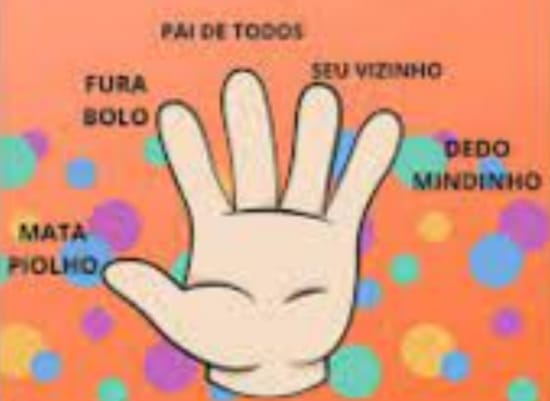 PAI DE TODOS
FURA
BOLO
SEU VIZINHO
DEDO
MINDINHO
MATA
PIOLHO